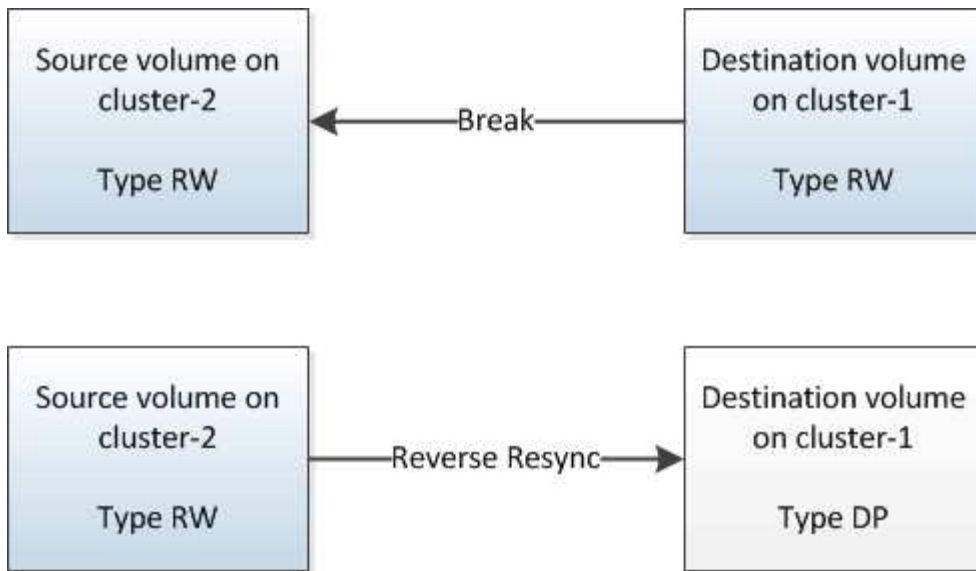 Source volume on
cluster-2
Type RW
Break
Destination volume
on cluster-1
Type RW
Source volume on
cluster-2
Type RW
Reverse Resync
Destination volume
on cluster-1
Type DP